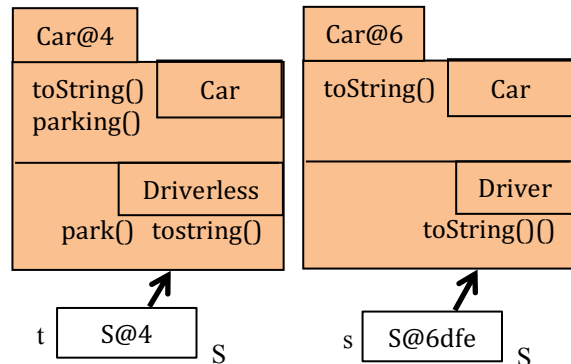 Car@4
toString() Car
parking()
Driverless
park() tostring()
t S@4 S
Car@6
toString() Car
Driver
toString()()
s S@6dfe S